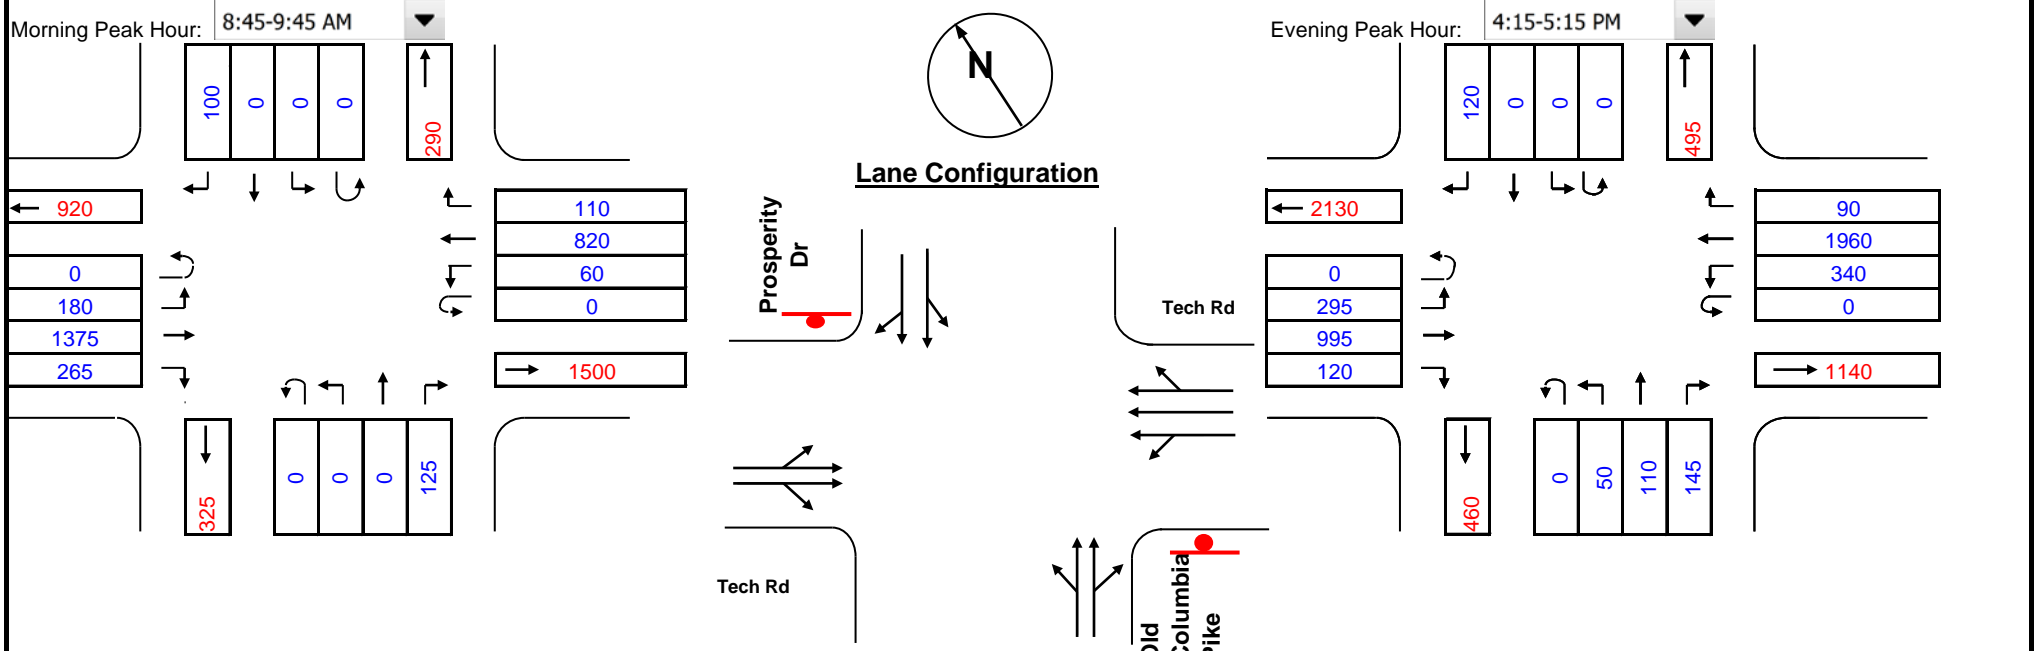 Morning Peak Hour: 8:45-9:45 AM
100 0 0 0 290
920
0
180
1375
265
110
820
60
0
1500
325
0 0 0 125
N
Lane Configuration
Prosperity
Dr
Tech Rd
Tech Rd
Old
Columbia
Pike
Evening Peak Hour: 4:15-5:15 PM
120 0 0 0 495
2130
0
295
995
120
90
1960
340
0
1140
460
0 50 110 145